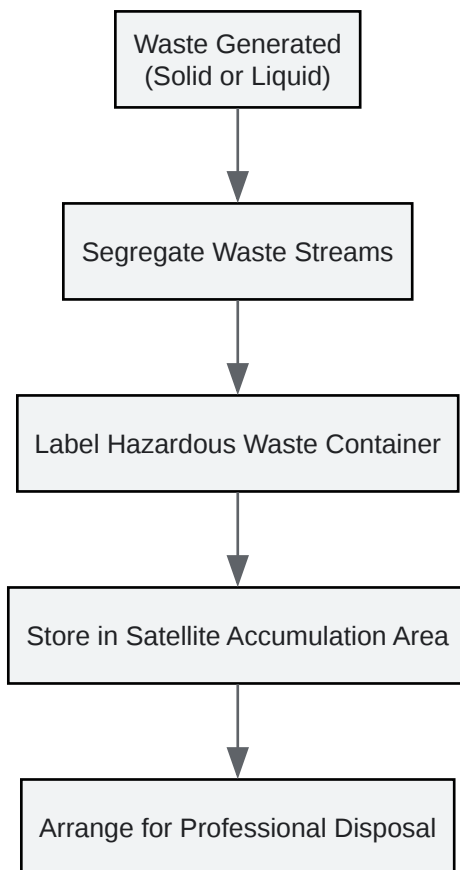 Waste Generated
(Solid or Liquid)
Segregate Waste Streams
Label Hazardous Waste Container
Store in Satellite Accumulation Area
Arrange for Professional Disposal